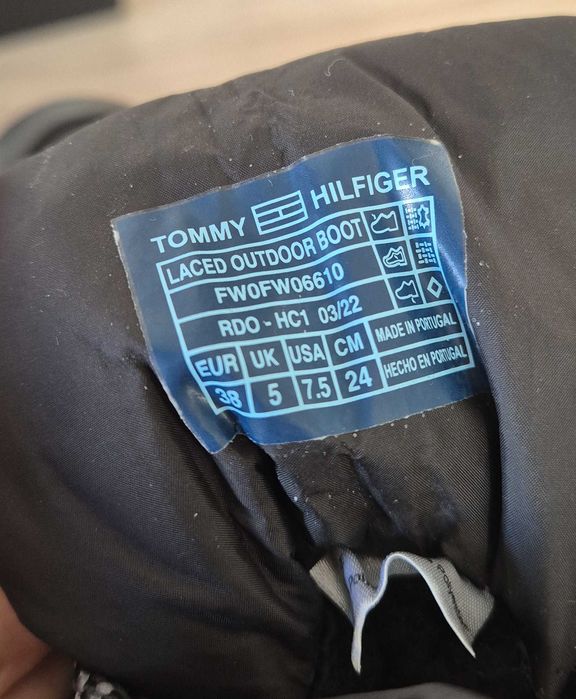 TOMMY HILFIGER
LACED OUTDOOR BOOT
FW0FW06610
RDO - HC1 03/22
EUR UK USA CM MADE IN PORTUGAL
38 5 7.5 24 HECHO EN PORTUGAL